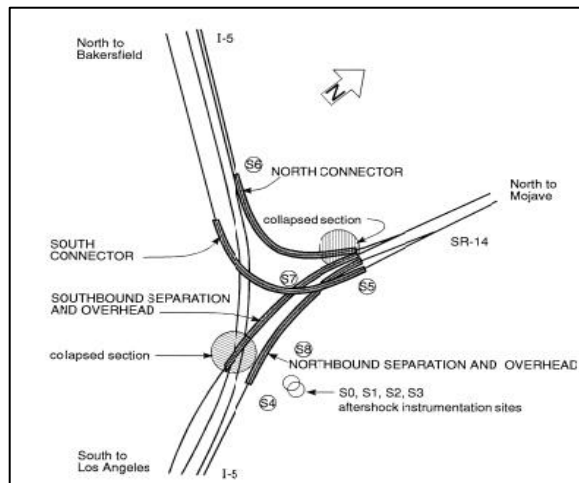 North to
Bakersfield
I-5
N
S6
NORTH CONNECTOR
North to
Mojave
collapsed section
SR-14
SOUTH
CONNECTOR
S7
S5
SOUTHBOUND SEPARATION
AND OVERHEAD
collapsed section
S8
NORTHBOUND SEPARATION AND OVERHEAD
S4
S0, S1, S2, S3
aftershock instrumentation sites
South to
Los Angeles
I-5